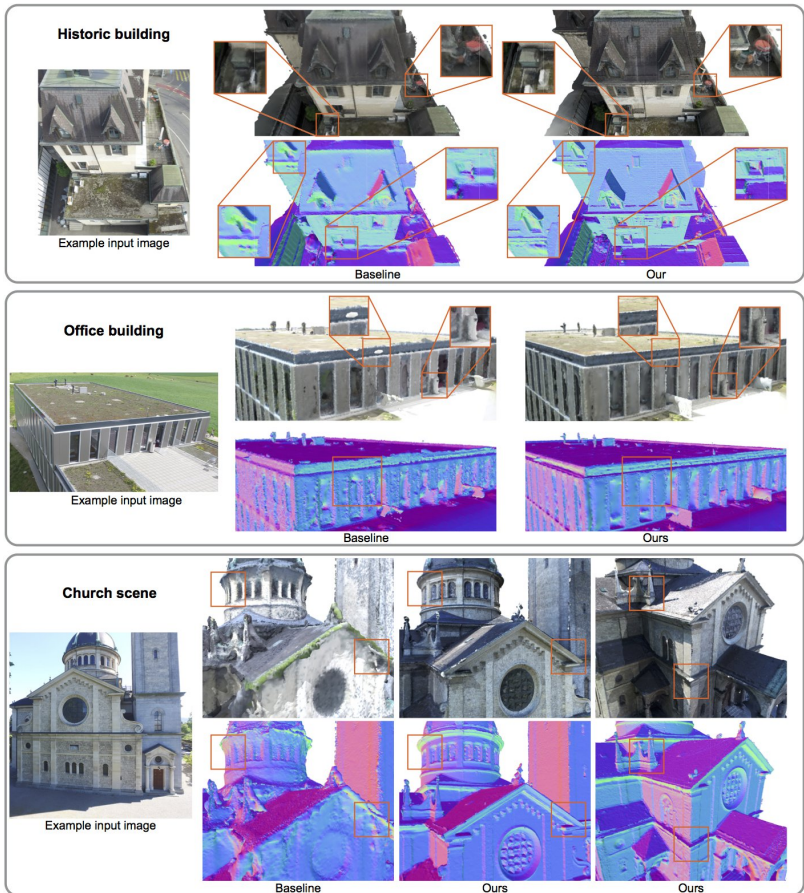 Historic building
Example input image
Baseline
Our
Office building
Example input image
Baseline
Ours
Church scene
Example input image
Baseline
Ours
Ours